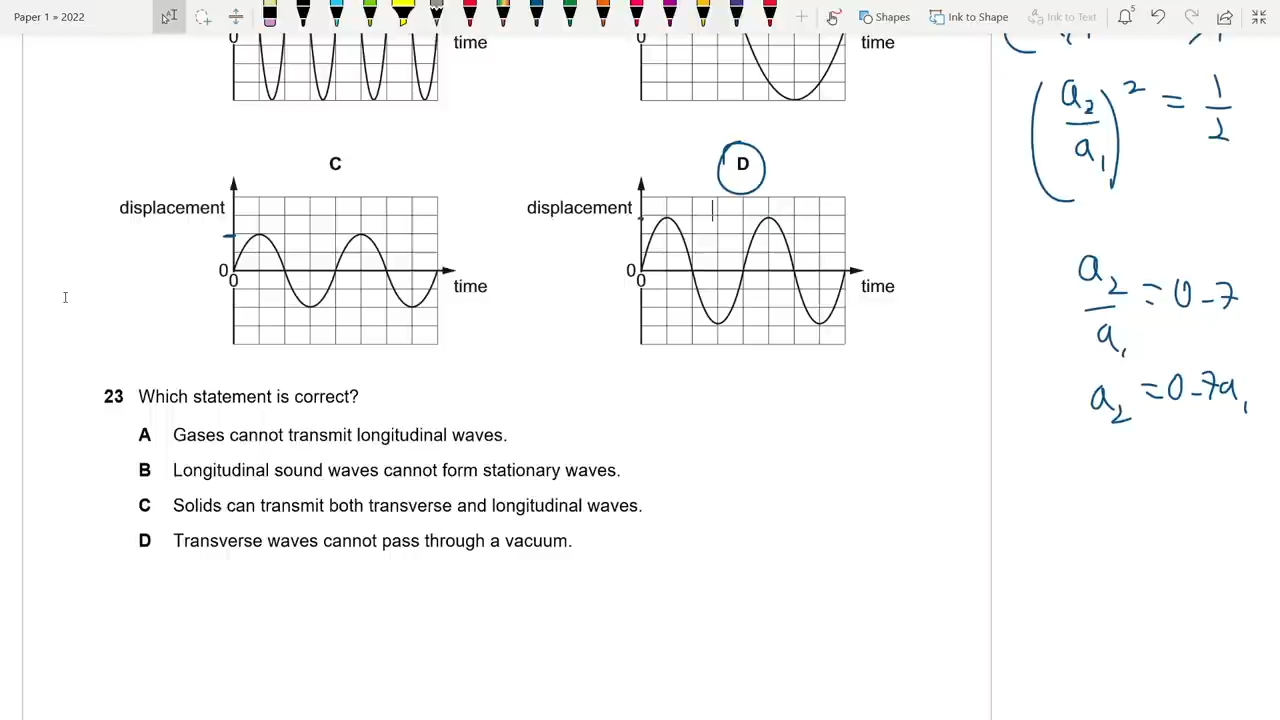 Paper 1 » 2022
Shapes
Ink to Shape
Ink to Text
5
0
time
0
time
(a₂/a₁)² = 1/2
C
D
displacement
displacement
0
0
0
0
time
time
a₂/a₁ = 0-7
a₂ = 0-7a₁
23 Which statement is correct?
A Gases cannot transmit longitudinal waves.
B Longitudinal sound waves cannot form stationary waves.
C Solids can transmit both transverse and longitudinal waves.
D Transverse waves cannot pass through a vacuum.